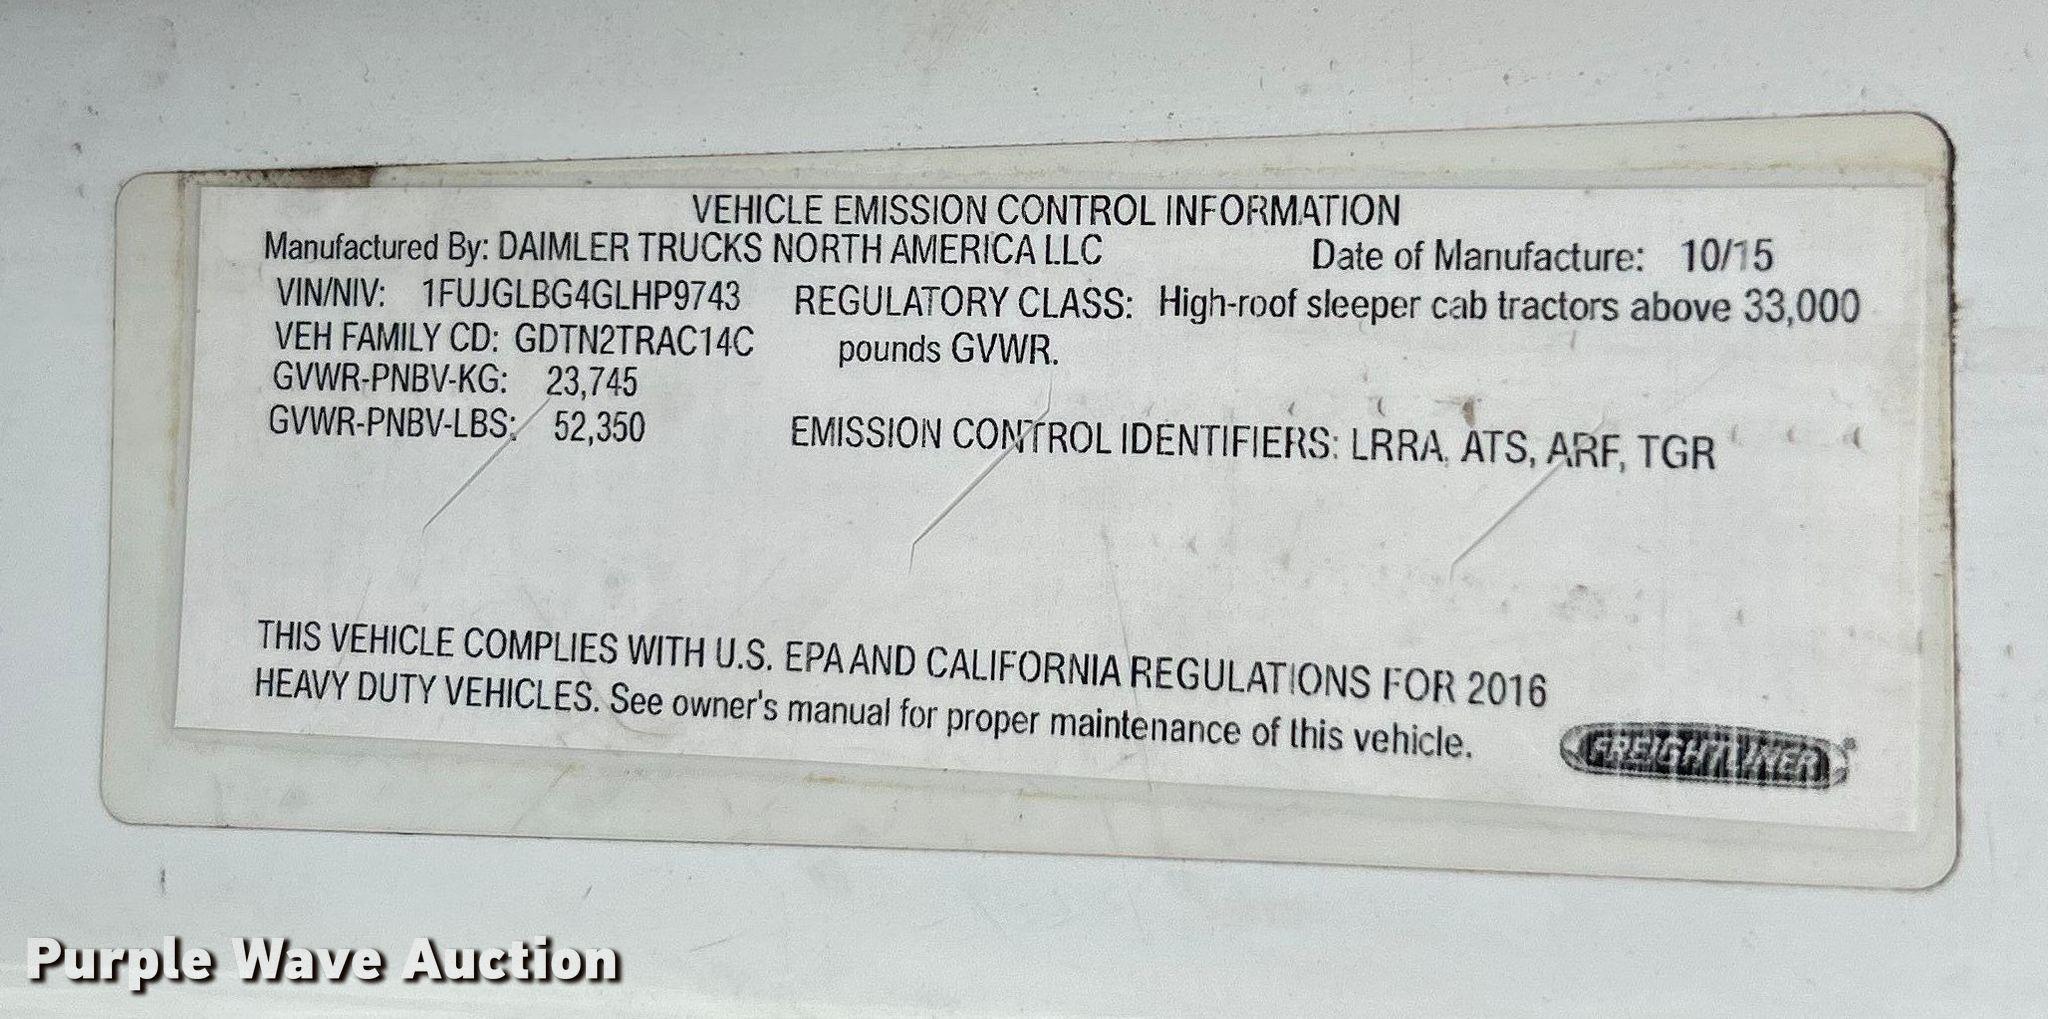 VEHICLE EMISSION CONTROL INFORMATION
Manufactured By: DAIMLER TRUCKS NORTH AMERICA LLC Date of Manufacture: 10/15
VIN/NIV: 1FUJGLBG4GLHP9743 REGULATORY CLASS: High-roof sleeper cab tractors above 33,000
VEH FAMILY CD: GDTN2TRAC14C pounds GVWR.
GVWR-PNBV-KG: 23,745
GVWR-PNBV-LBS: 52,350 EMISSION CONTROL IDENTIFIERS: LRRA, ATS, ARF, TGR
THIS VEHICLE COMPLIES WITH U.S. EPA AND CALIFORNIA REGULATIONS FOR 2016
HEAVY DUTY VEHICLES. See owner's manual for proper maintenance of this vehicle.
FREIGHTLINER®
Purple Wave Auction